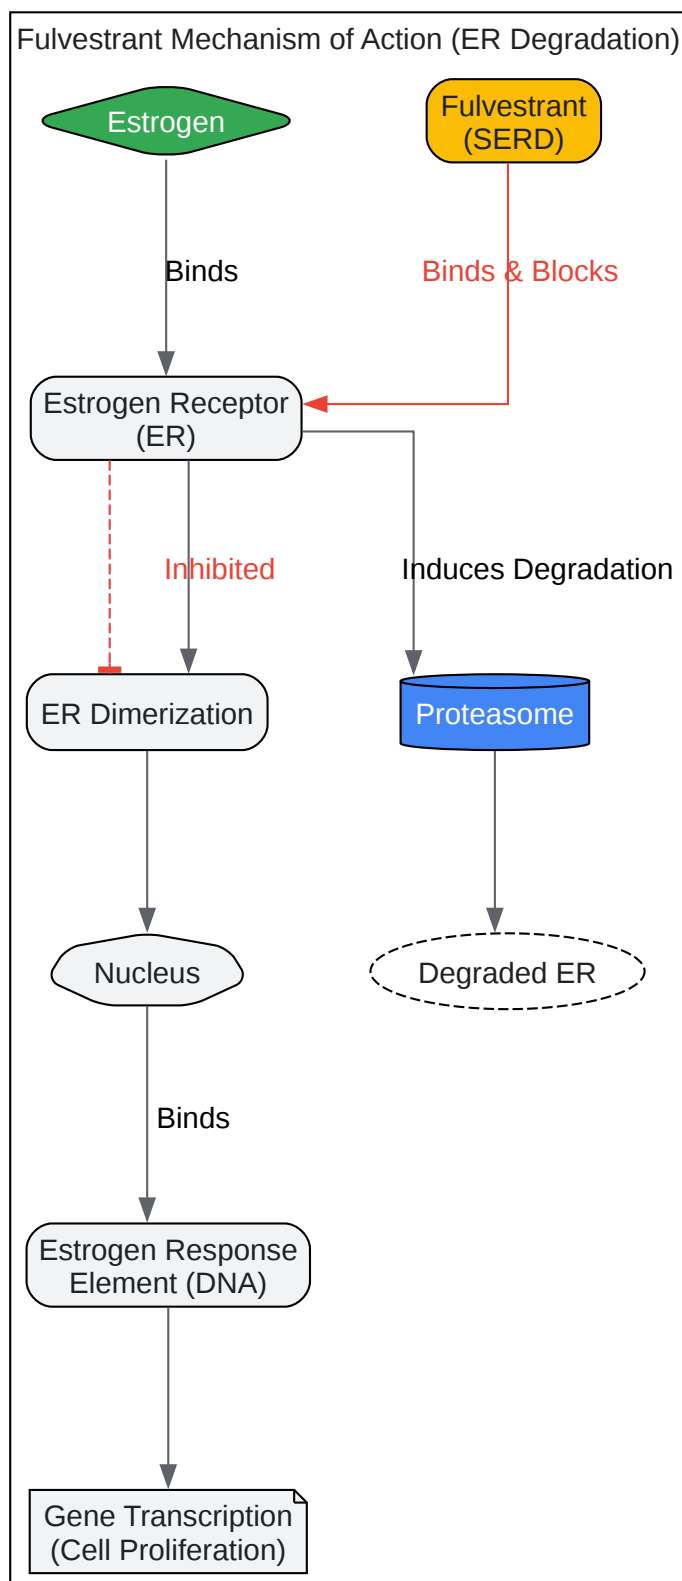 Fulvestrant Mechanism of Action (ER Degradation)
Estrogen
Fulvestrant
(SERD)
Binds
Binds & Blocks
Estrogen Receptor
(ER)
Inhibited
Induces Degradation
ER Dimerization
Proteasome
Nucleus
Degraded ER
Binds
Estrogen Response
Element (DNA)
Gene Transcription
(Cell Proliferation)